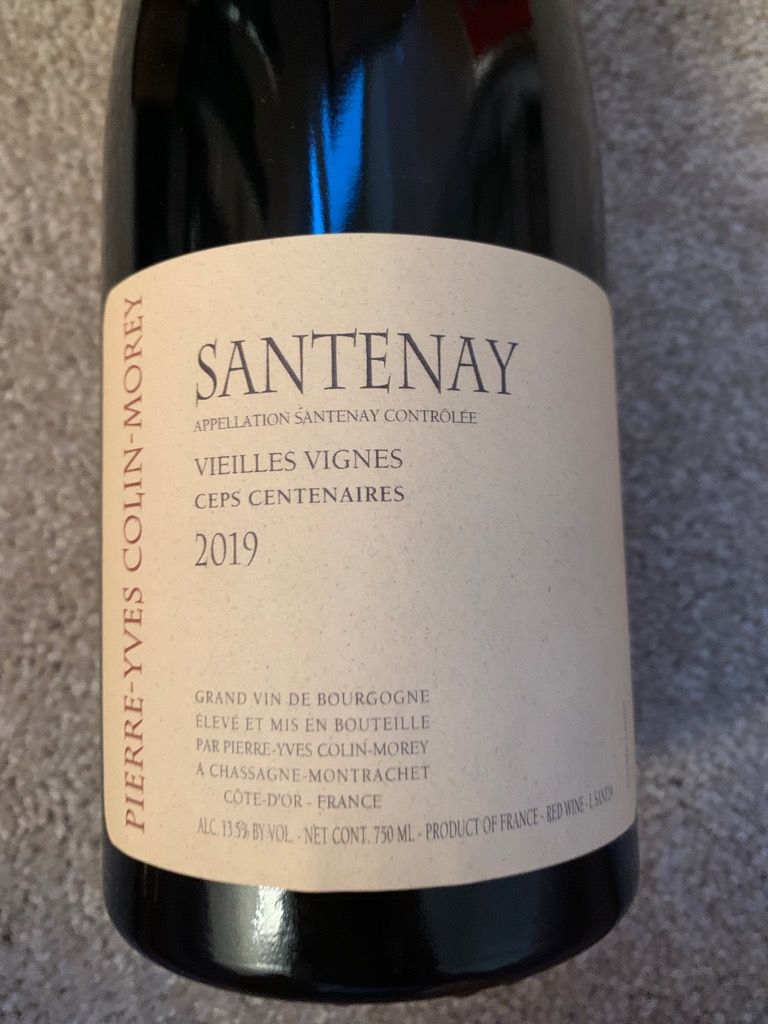 PIERRE-YVES COLIN-MOREY
SANTENAY
APPELLATION SANTENAY CONTRÔLÉE
VIEILLES VIGNES
CEPS CENTENAIRES
2019
GRAND VIN DE BOURGOGNE
ÉLEVÉ ET MIS EN BOUTEILLE
PAR PIERRE-YVES COLIN-MOREY
A CHASSAGNE-MONTRACHET
CÔTE-D'OR - FRANCE
ALC. 13.5% BY VOL. - NET CONT. 750 ML - PRODUCT OF FRANCE - RED WINE -